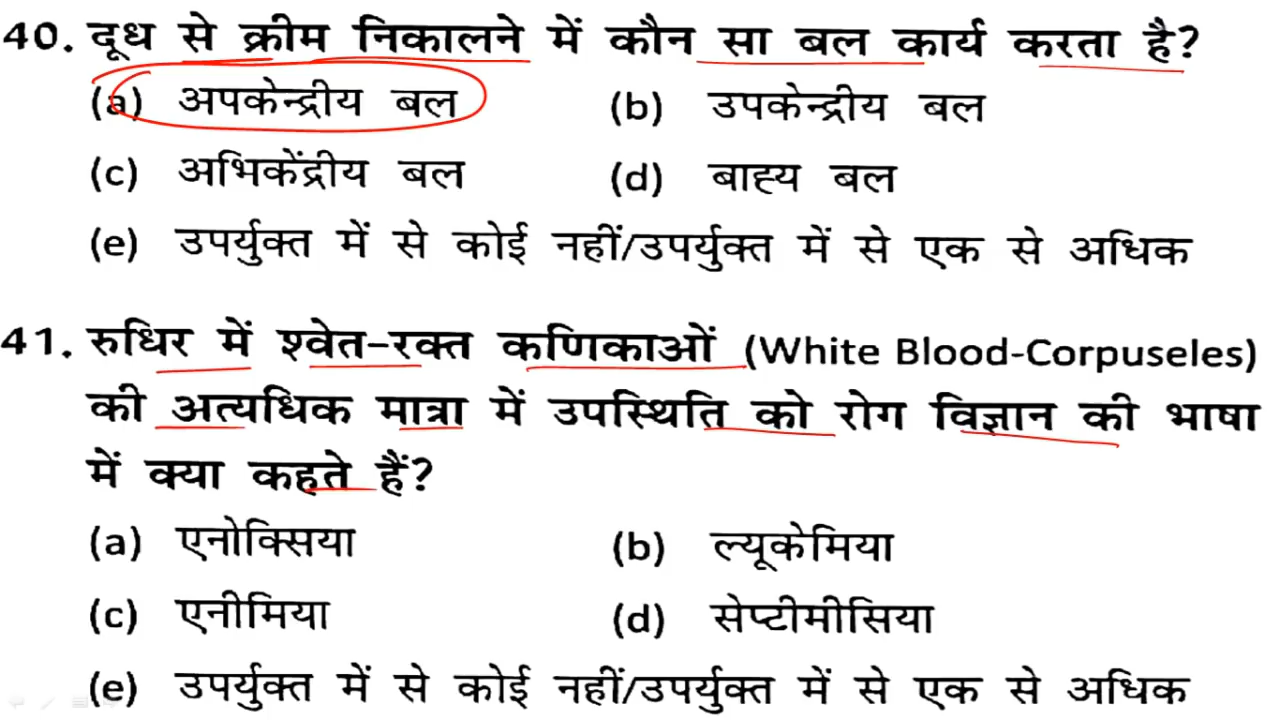 40. दूध से क्रीम निकालने में कौन सा बल कार्य करता है?
(a) अपकेन्द्रीय बल (b) उपकेन्द्रीय बल
(c) अभिकेंद्रीय बल (d) बाह्य बल
(e) उपर्युक्त में से कोई नहीं/उपर्युक्त में से एक से अधिक
41. रुधिर में श्वेत-रक्त कणिकाओं (White Blood-Corpuseles)
की अत्यधिक मात्रा में उपस्थिति को रोग विज्ञान की भाषा
में क्या कहते हैं?
(a) एनोक्सिया (b) ल्यूकेमिया
(c) एनीमिया (d) सेप्टीमीसिया
(e) उपर्युक्त में से कोई नहीं/उपर्युक्त में से एक से अधिक